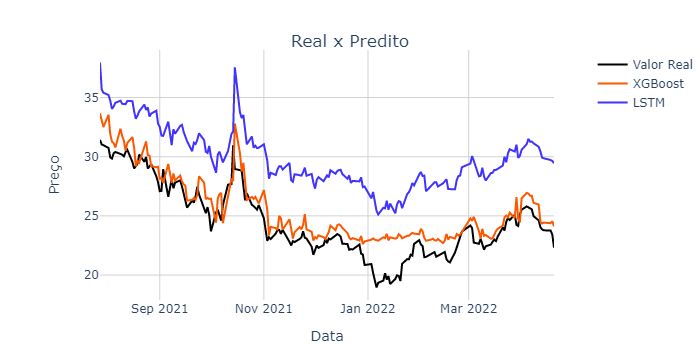 Real x Predito
Valor Real
XGBoost
LSTM
Preço
35
30
25
20
Sep 2021
Nov 2021
Jan 2022
Mar 2022
Data